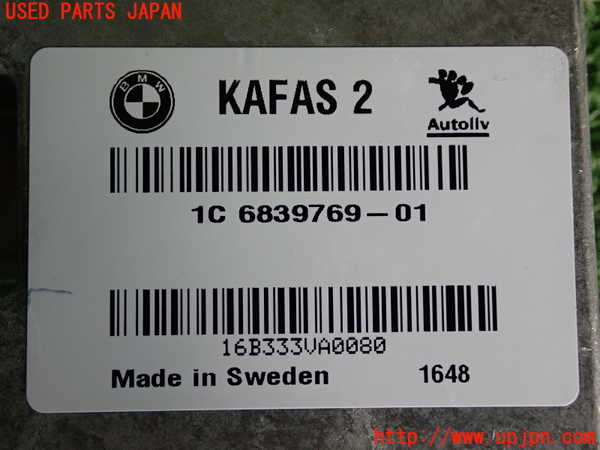 USED PARTS JAPAN
BMW
KAFAS 2
Autoliv
1C 6839769-01
16B333VA0080
Made in Sweden 1648
http://www.upjpn.com/